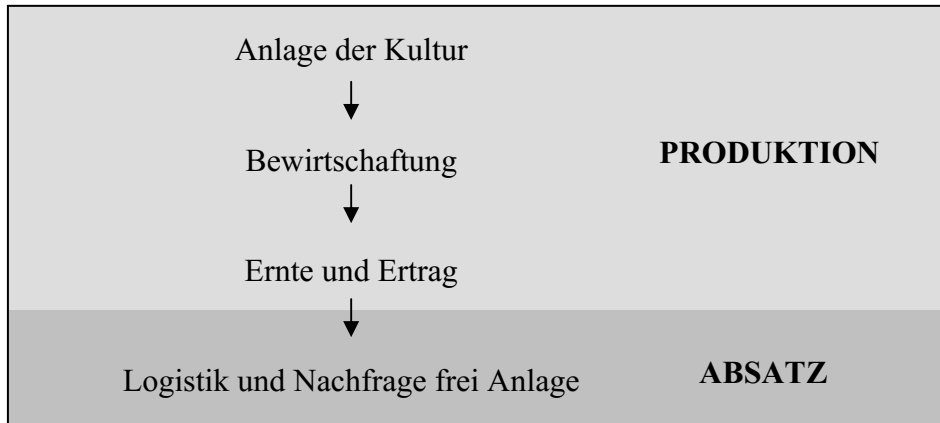 Anlage der Kultur
Bewirtschaftung
PRODUKTION
Ernte und Ertrag
Logistik und Nachfrage frei Anlage
ABSATZ